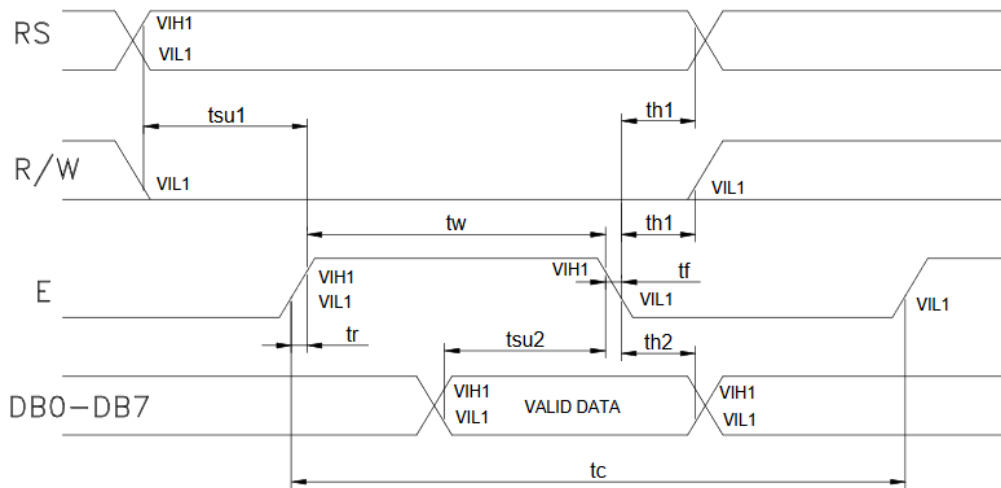 RS
VIH1
VIL1
tsu1
th1
R/W
VIL1
VIL1
tw
th1
E
VIH1
VIL1
VIH1
tf
VIL1
VIL1
tr
tsu2
th2
DB0-DB7
VIH1
VIL1
VALID DATA
VIH1
VIL1
tc